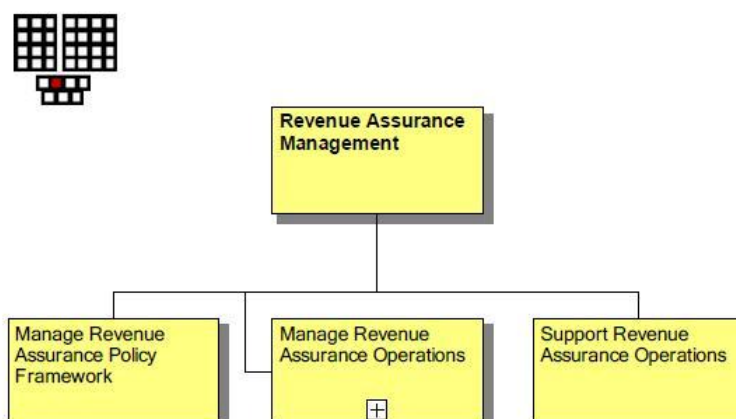 Revenue Assurance
Management
Manage Revenue
Assurance Policy
Framework
Manage Revenue
Assurance Operations
Support Revenue
Assurance Operations